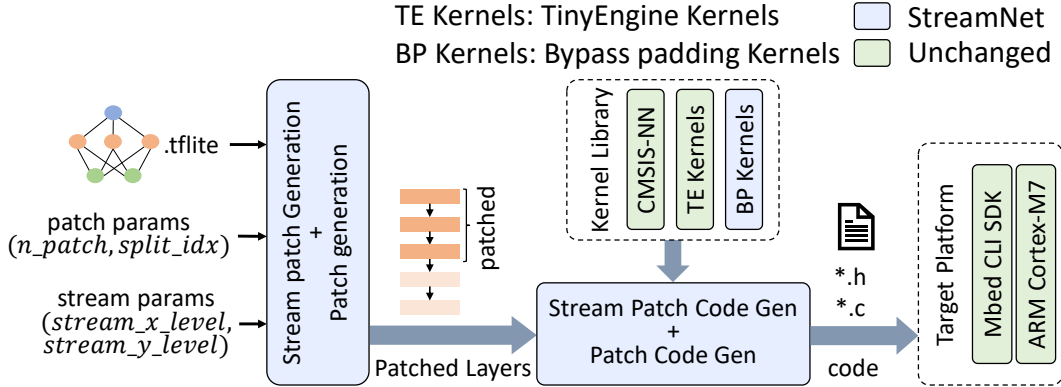 TE Kernels: TinyEngine Kernels
BP Kernels: Bypass padding Kernels
StreamNet
Unchanged
.tflite
patch params
(n_patch, split_idx)
stream params
(stream_x_level,
stream_y_level)
Stream patch Generation
+
Patch generation
patched
Patched Layers
Kernel Library
CMSIS-NN
TE Kernels
BP Kernels
Stream Patch Code Gen
+
Patch Code Gen
*.h
*.c
code
Target Platform
Mbed CLI SDK
ARM Cortex-M7